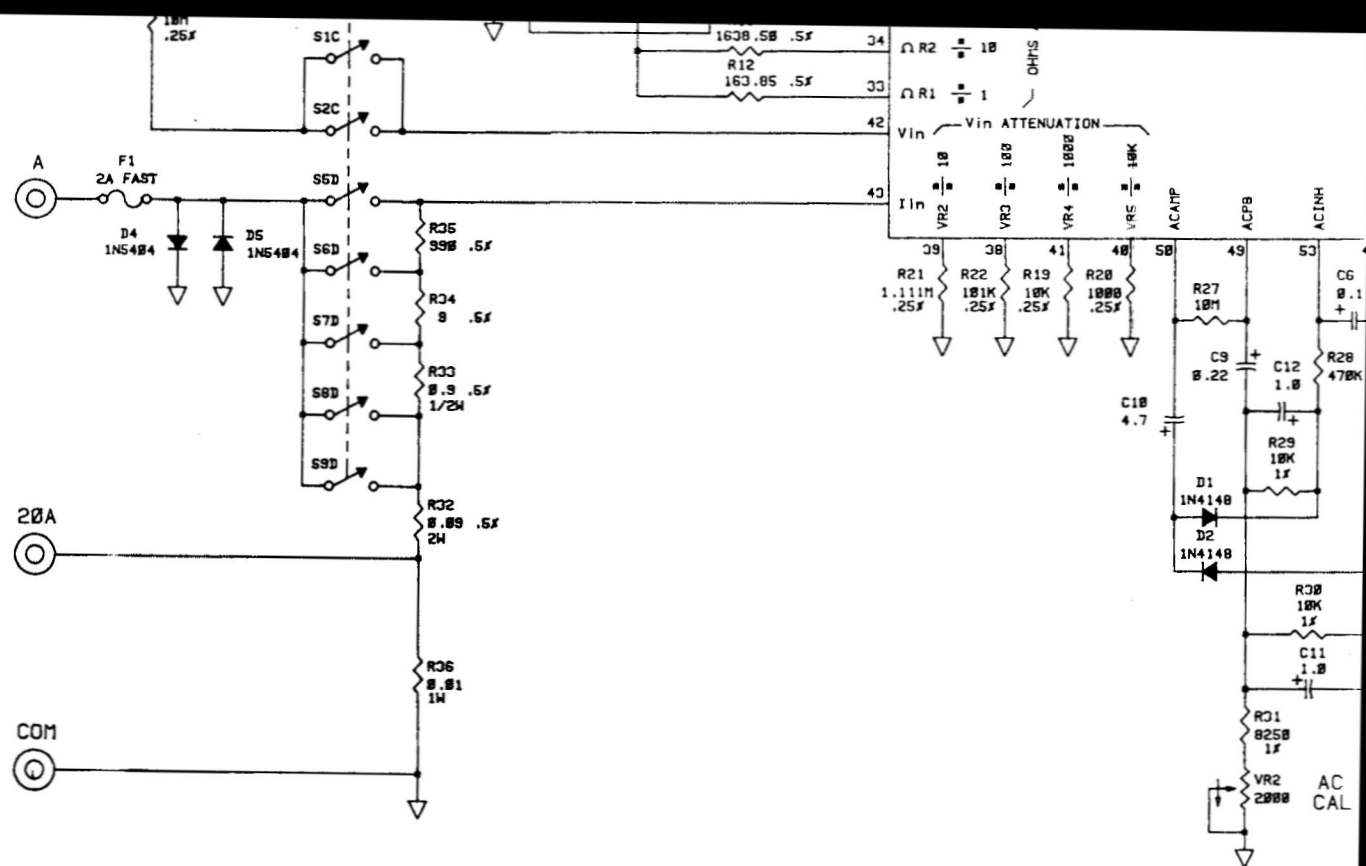 10M
.25%
S1C
S2C
1638.50 .5%
R12
163.85 .5%
34
ΩR2 ÷ 10
33
ΩR1 ÷ 1
OHMS
42
Vin
Vin ATTENUATION
A
F1
2A FAST
S5D
43
Iin
VR2 ÷ 10
VR3 ÷ 100
VR4 ÷ 1000
VR5 ÷ 10K
ACAMP
ACPB
ACINH
D4
1N5404
D5
1N5404
S6D
R35
990 .5%
39
38
41
40
50
49
53
R21
1.111M
.25%
R22
101K
.25%
R19
10K
.25%
R20
1000
.25%
R27
10M
C6
0.1
+
S7D
R34
9 .5%
C9
0.22
+
C12
1.0
+
R28
470K
S8D
R33
0.9 .5%
1/2W
C10
4.7
+
R29
10K
1%
S9D
D1
1N4148
20A
R32
0.09 .5%
2W
D2
1N4148
R30
10K
1%
R36
0.01
1W
C11
1.0
+
COM
R31
8250
1%
VR2
2000
AC
CAL